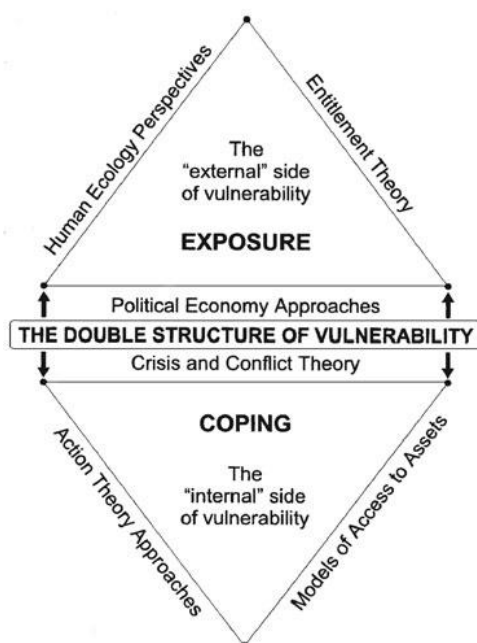 Human Ecology Perspectives
Entitlement Theory
The
"external" side
of vulnerability
EXPOSURE
Political Economy Approaches
THE DOUBLE STRUCTURE OF VULNERABILITY
Crisis and Conflict Theory
COPING
The
"internal" side
of vulnerability
Action Theory Approaches
Models of Access to Assets